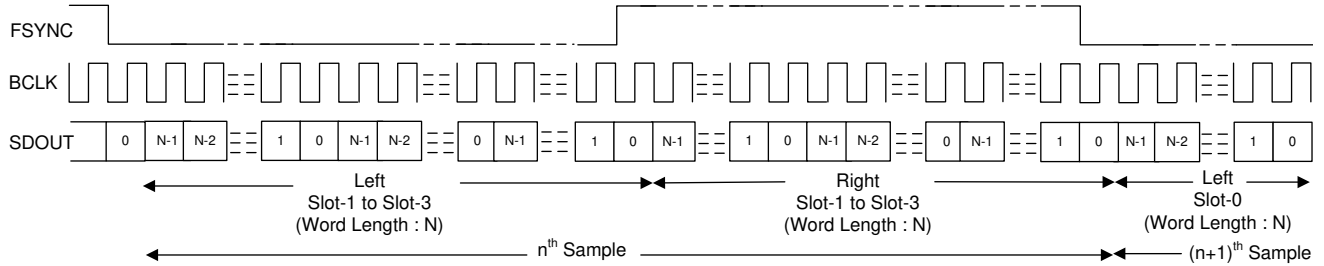 FSYNC
BCLK
SDOUT 0 N-1 N-2 1 0 N-1 N-2 0 N-1 1 0 N-1 1 0 N-1 N-2 0 N-1 1 0 N-1 N-2 1 0
Left
Slot-1 to Slot-3
(Word Length : N)
Right
Slot-1 to Slot-3
(Word Length : N)
Left
Slot-0
(Word Length : N)
nth Sample
(n+1)th Sample